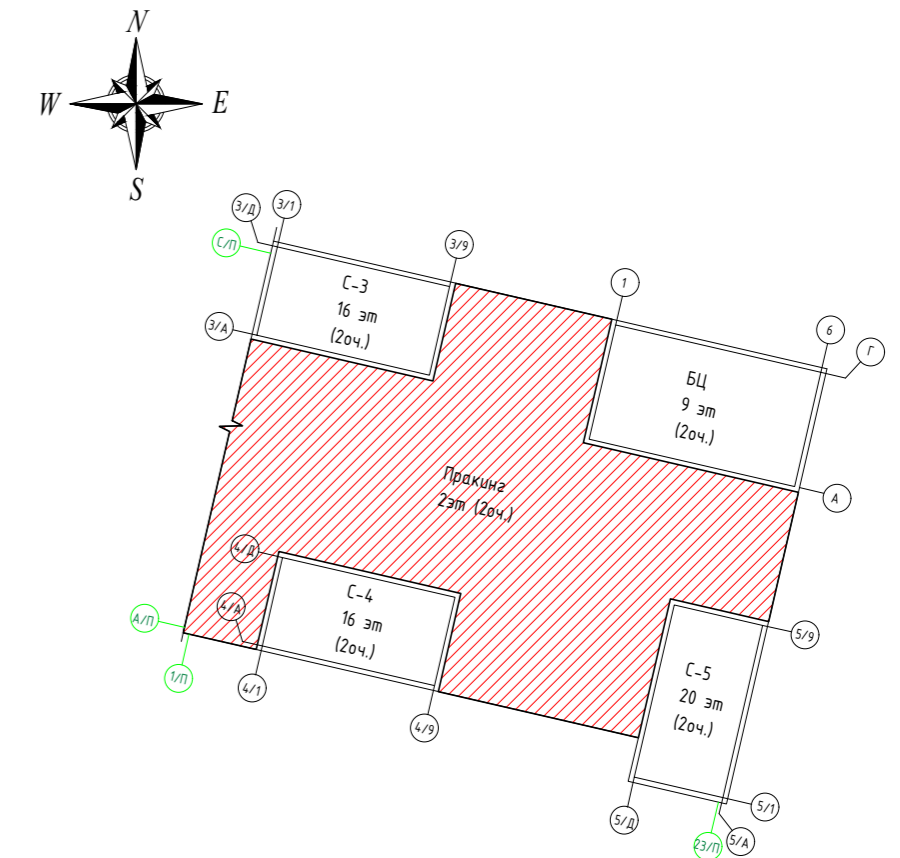 N
W
E
S
3/Д
3/1
С/П
3/9
1
6
Г
3/А
С-3
16 эт
(2оч.)
БЦ
9 эт
(2оч.)
А
Пракинг
2эт (2оч.)
4/Д
4/А
С-4
16 эт
(2оч.)
А/П
1/П
4/1
4/9
5/9
С-5
20 эт
(2оч.)
5/Д
5/1
5/А
23/П